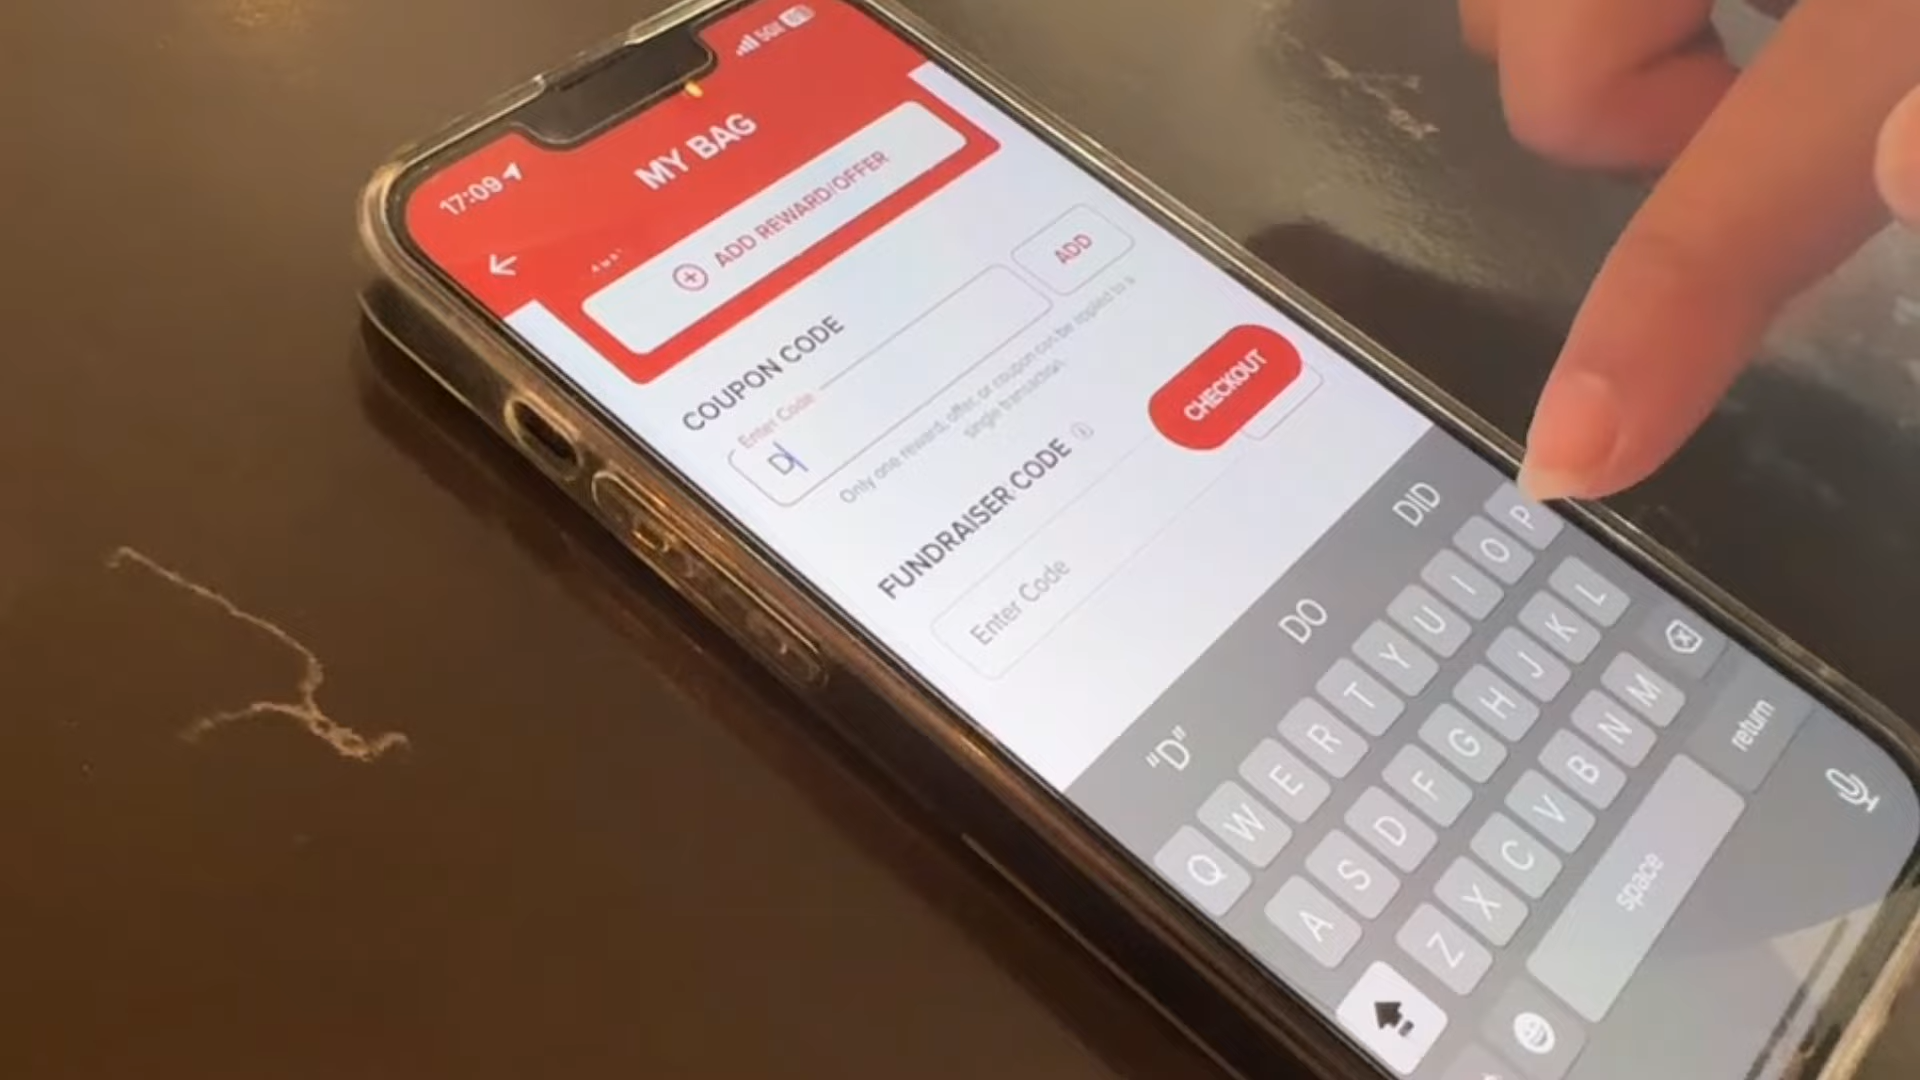 17:09
5G
MY BAG
ADD REWARD/OFFER
COUPON CODE
Enter Code
D
ADD
Only one reward, offer, or coupon can be applied to a
single transaction.
FUNDRAISER CODE
Enter Code
CHECKOUT
"D" DO DID
Q W E R T Y U I O P
A S D F G H J K L
Z X C V B N M
space return